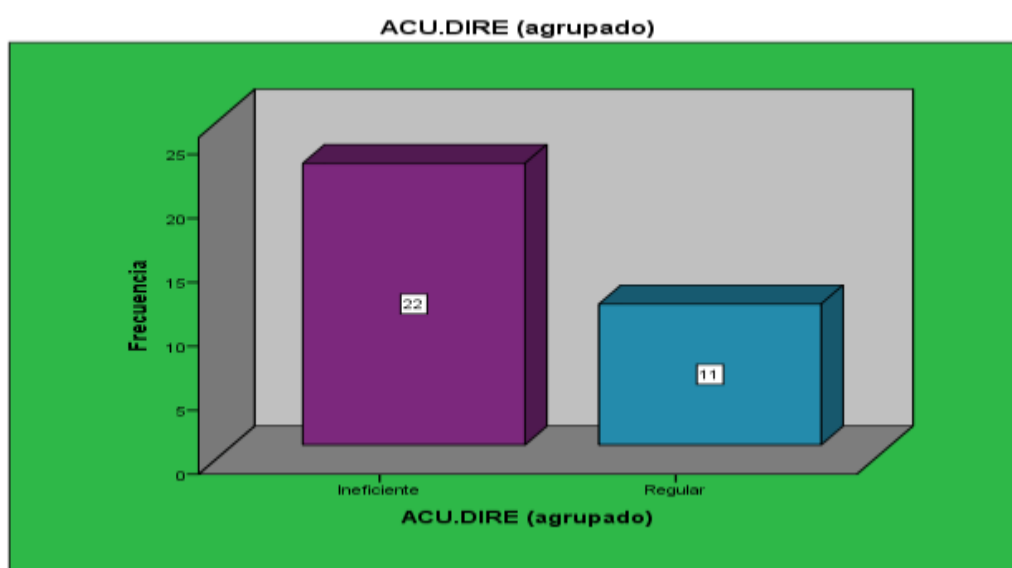 ACU.DIRE (agrupado)
25
20
15
10
5
0
Frecuencia
22
11
Ineficiente
Regular
ACU.DIRE (agrupado)